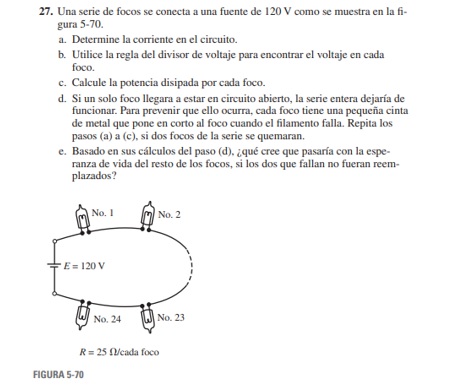 27. Una serie de focos se conecta a una fuente de 120 V como se muestra en la fi-
gura 5-70.
a. Determine la corriente en el circuito.
b. Utilice la regla del divisor de voltaje para encontrar el voltaje en cada
foco.
c. Calcule la potencia disipada por cada foco.
d. Si un solo foco llegara a estar en circuito abierto, la serie entera dejaría de
funcionar. Para prevenir que ello ocurra, cada foco tiene una pequeña cinta
de metal que pone en corto al foco cuando el filamento falla. Repita los
pasos (a) a (c), si dos focos de la serie se quemaran.
e. Basado en sus cálculos del paso (d), ¿qué cree que pasaría con la espe-
ranza de vida del resto de los focos, si los dos que fallan no fueran reem-
plazados?
No. 1
No. 2
E = 120 V
No. 24
No. 23
R = 25 Ω/cada foco
FIGURA 5-70